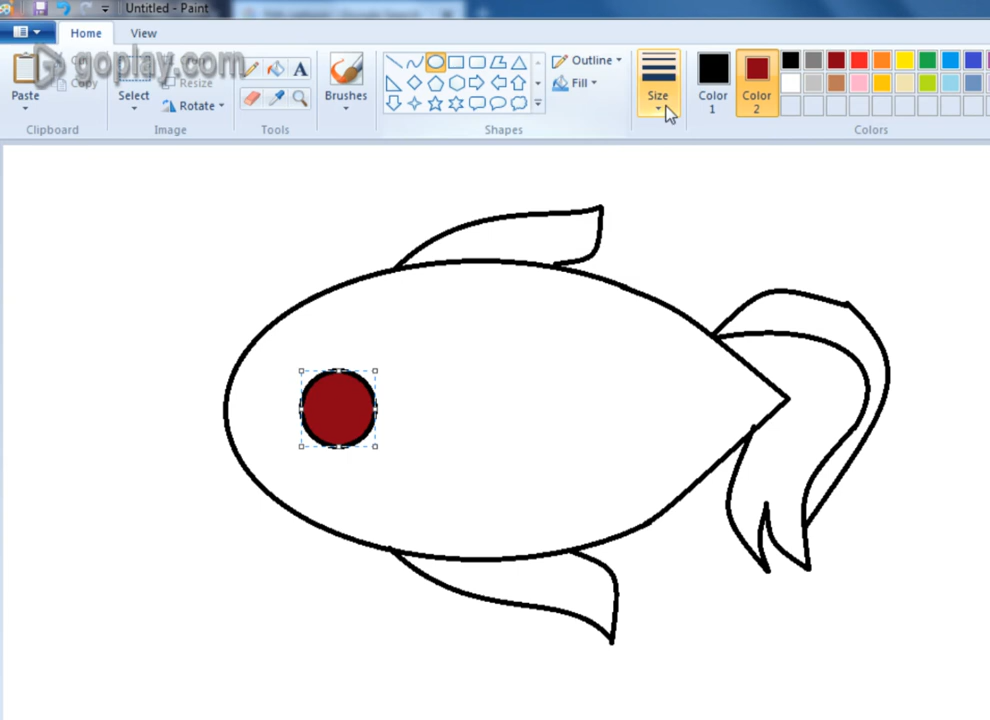 Untitled - Paint
Home View
goplay.com
Paste
Copy
Select
Resize
Rotate
A
Brushes
Outline
Fill
Size
Color 1
Color 2
Clipboard
Image
Tools
Shapes
Colors